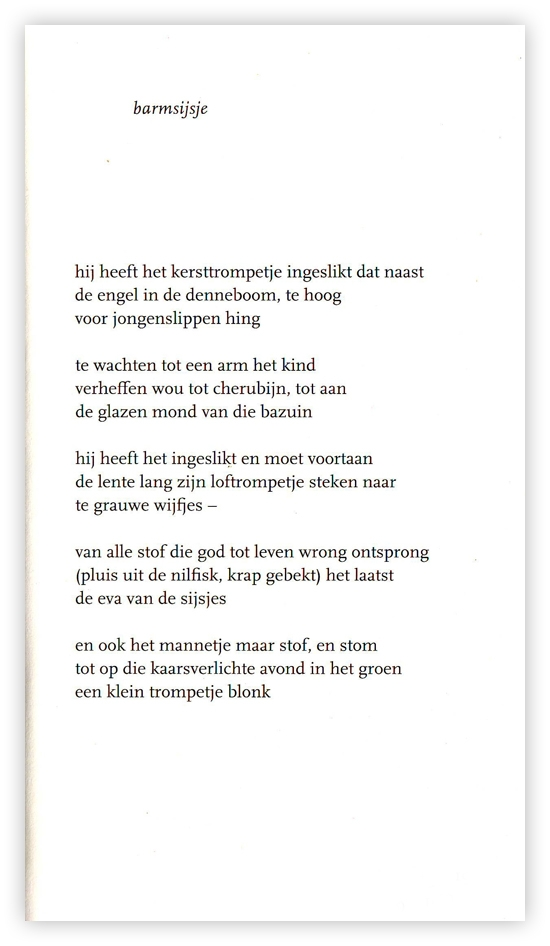 barmsijsje
hij heeft het kersttrompetje ingeslikt dat naast
de engel in de denneboom, te hoog
voor jongenslippen hing
te wachten tot een arm het kind
verheffen wou tot cherubijn, tot aan
de glazen mond van die bazuin
hij heeft het ingeslikt en moet voortaan
de lente lang zijn loftrompetje steken naar
te grauwe wijfjes –
van alle stof die god tot leven wrong ontsprong
(pluis uit de nilfisk, krap gebekt) het laatst
de eva van de sijsjes
en ook het mannetje maar stof, en stom
tot op die kaarsverlichte avond in het groen
een klein trompetje blonk